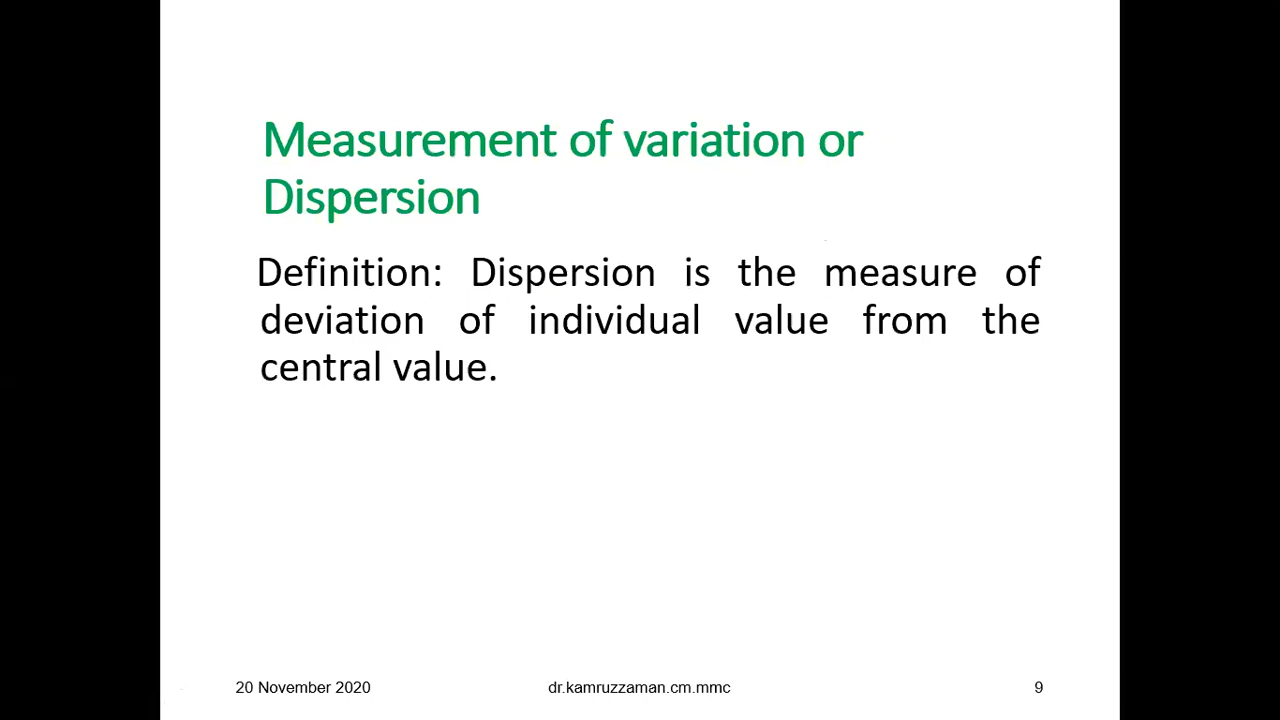 Measurement of variation or
Dispersion
Definition: Dispersion is the measure of
deviation of individual value from the
central value.
20 November 2020 dr.kamruzzaman.cm.mmc 9